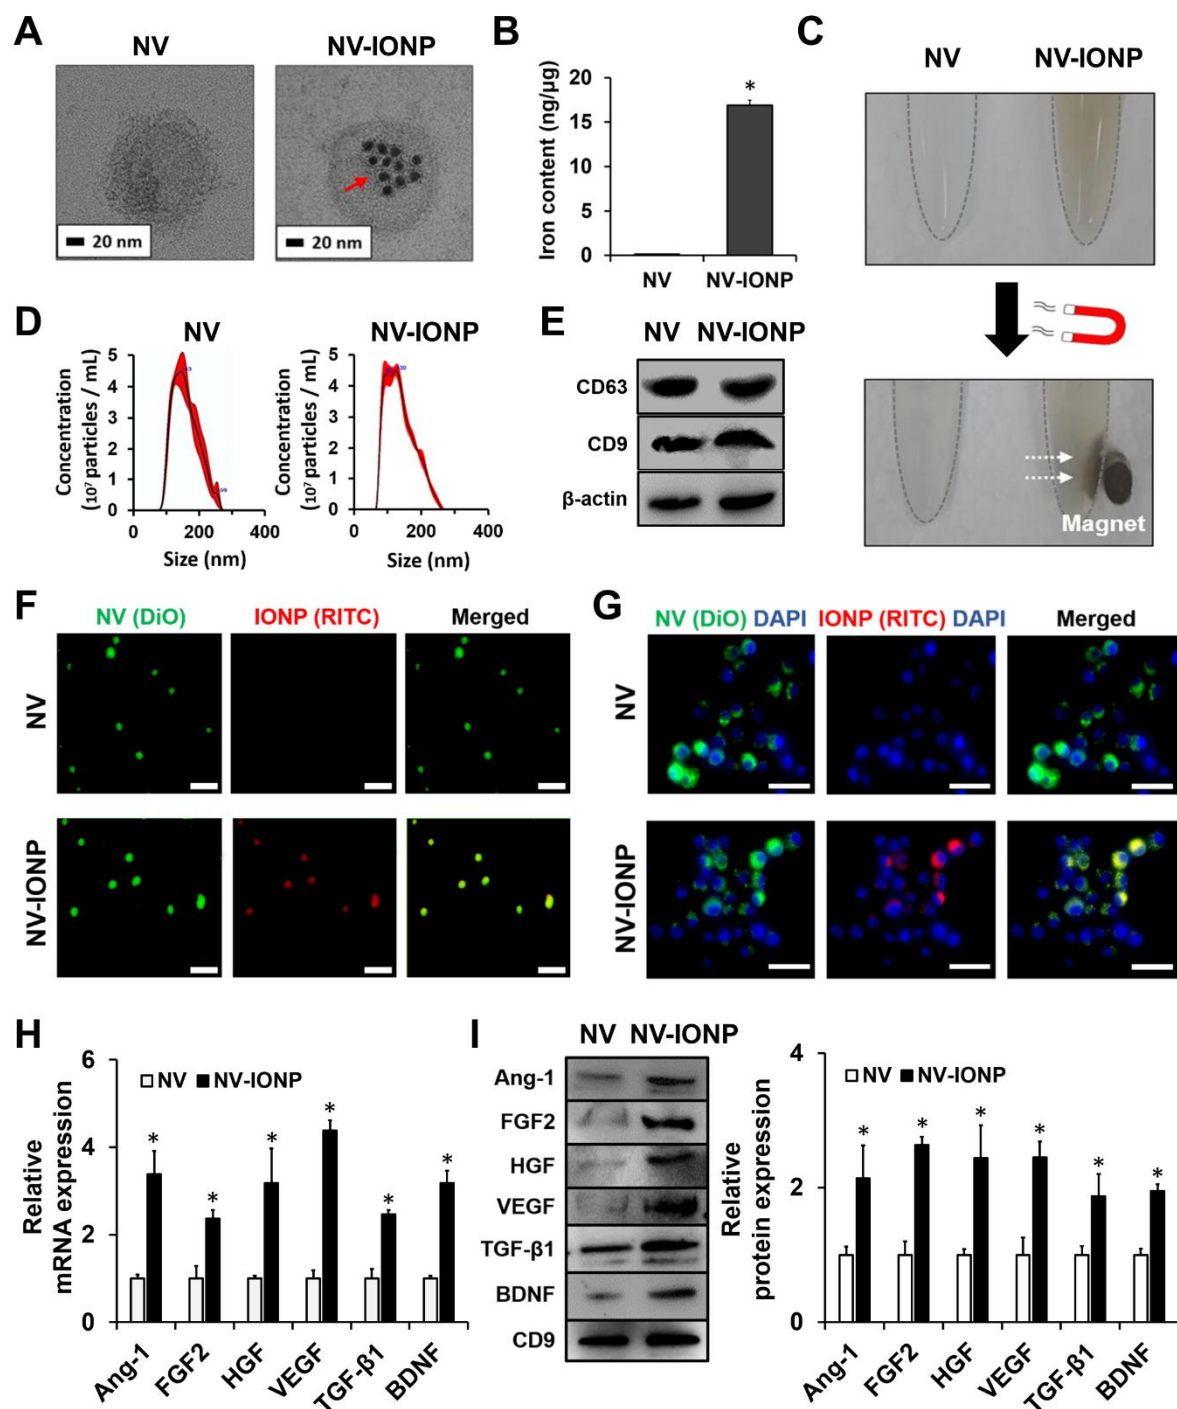 A
NV
NV-IONP
20 nm
20 nm
B
Iron content (ng/μg)
20
15
10
5
0
*
NV
NV-IONP
C
NV
NV-IONP
Magnet
D
NV
NV-IONP
Concentration
(10⁷ particles / mL)
5
4
3
2
1
0
0
200
400
Size (nm)
Concentration
(10⁷ particles / mL)
5
4
3
2
1
0
0
200
400
Size (nm)
E
NV NV-IONP
CD63
CD9
β-actin
F
NV (DiO)
IONP (RITC)
Merged
NV
NV-IONP
G
NV (DiO) DAPI
IONP (RITC) DAPI
Merged
NV
NV-IONP
H
Relative
mRNA expression
6
4
2
0
NV NV-IONP
* * * * * *
Ang-1
FGF2
HGF
VEGF
TGF-β1
BDNF
I
NV NV-IONP
Ang-1
FGF2
HGF
VEGF
TGF-β1
BDNF
CD9
Relative
protein expression
4
2
0
NV NV-IONP
* * * * * *
Ang-1
FGF2
HGF
VEGF
TGF-β1
BDNF